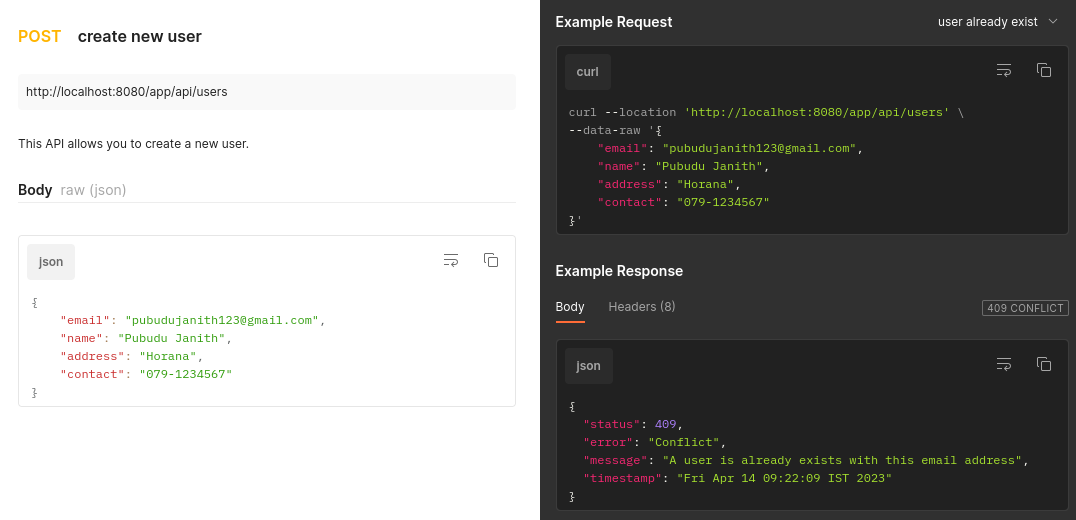 POST create new user
http://localhost:8080/app/api/users
This API allows you to create a new user.
Body raw (json)
json
{
    "email": "pubudujanith123@gmail.com",
    "name": "Pubudu Janith",
    "address": "Horana",
    "contact": "079-1234567"
}
Example Request user already exist
curl
curl --location 'http://localhost:8080/app/api/users' \
--data-raw '{
    "email": "pubudujanith123@gmail.com",
    "name": "Pubudu Janith",
    "address": "Horana",
    "contact": "079-1234567"
}'
Example Response
Body Headers (8) 409 CONFLICT
json
{
  "status": 409,
  "error": "Conflict",
  "message": "A user is already exists with this email address",
  "timestamp": "Fri Apr 14 09:22:09 IST 2023"
}